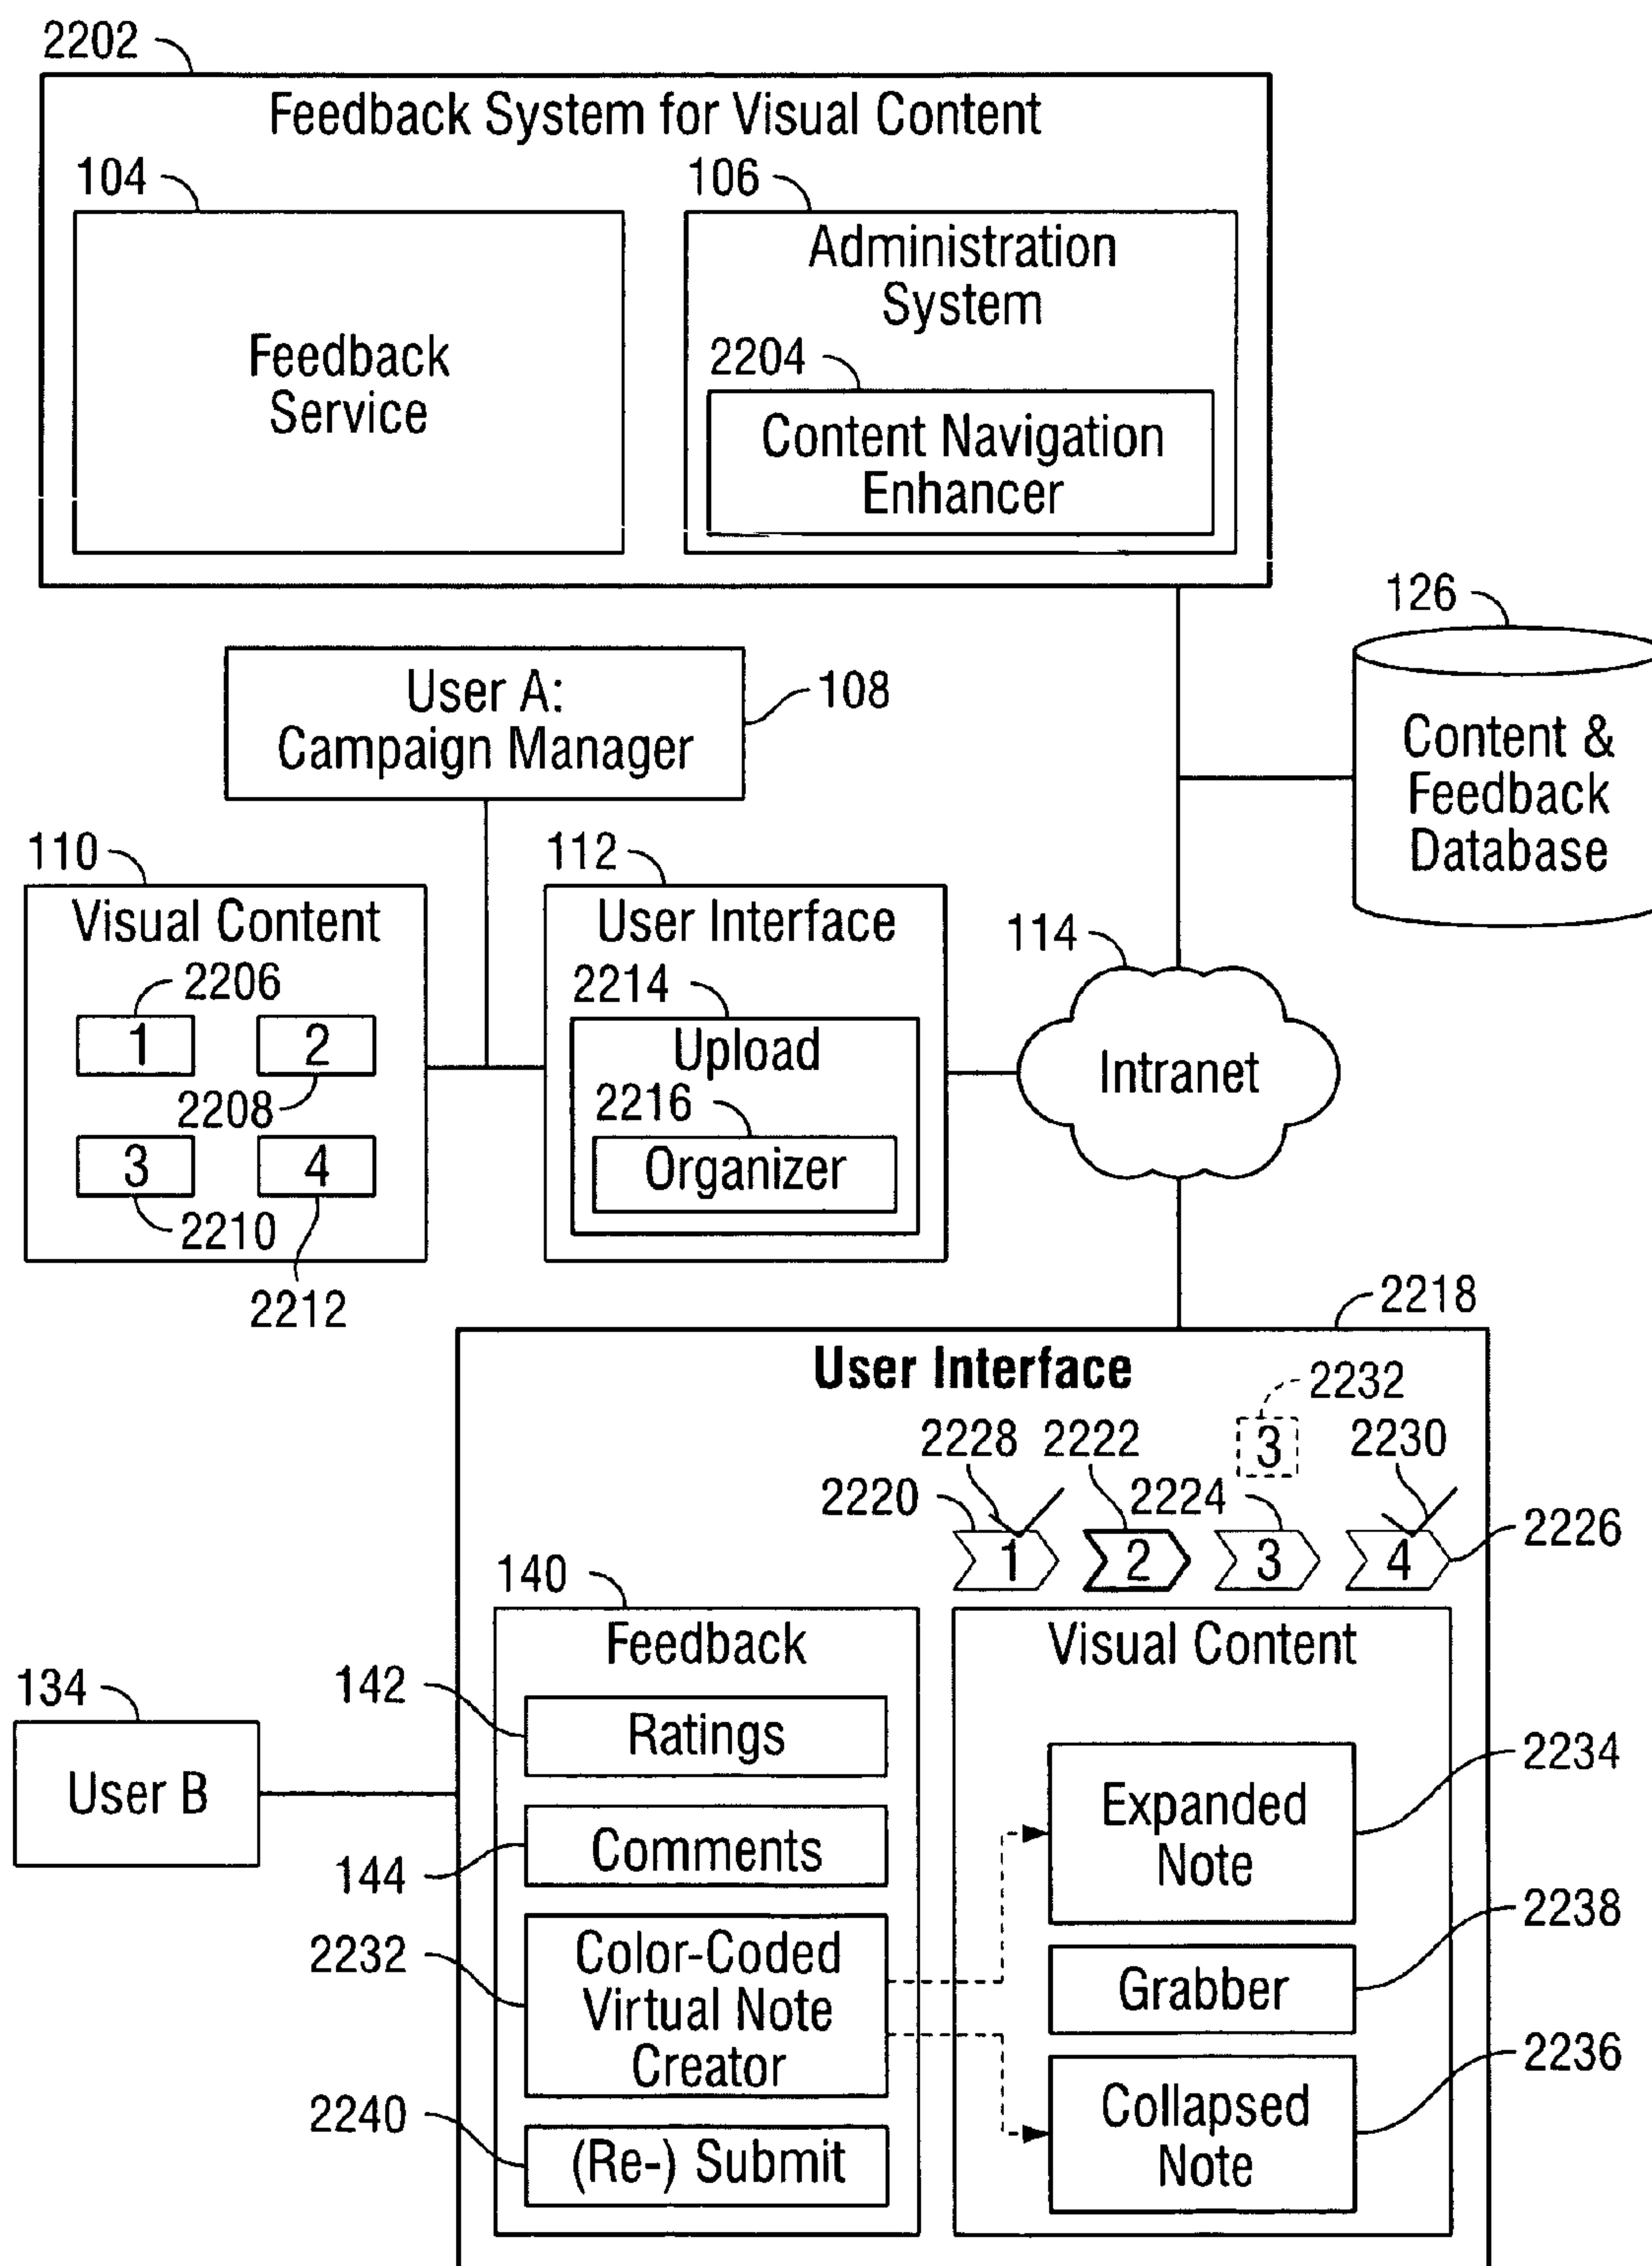 2202
Feedback System for Visual Content
104
106
Feedback
Service
Administration
System
2204
Content Navigation
Enhancer
126
Content &
Feedback
Database
User A:
Campaign Manager
108
110
Visual Content
2206
1
2
2208
3
4
2210
2212
112
User Interface
2214
Upload
2216
Organizer
114
Intranet
2218
User Interface
2232
3
2228
2222
2230
2220
2224
2226
1
2
3
4
140
Feedback
142
Ratings
144
Comments
2232
Color-Coded
Virtual Note
Creator
2240
(Re-) Submit
134
User B
Visual Content
Expanded
Note
2234
Grabber
2238
Collapsed
Note
2236